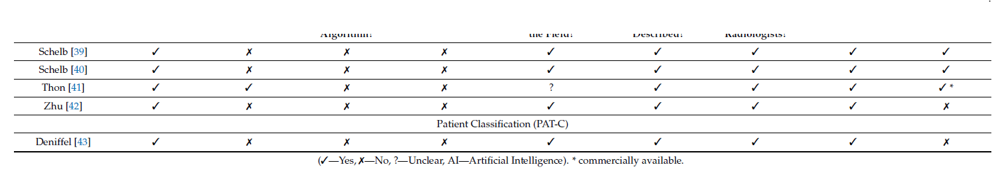 Algorithm? the Field? Described? Radiologists?
Schelb [39] ✓ ✗ ✗ ✗ ✓ ✓ ✓ ✓ ✓
Schelb [40] ✓ ✗ ✗ ✗ ✓ ✓ ✓ ✓ ✓
Thon [41] ✓ ✓ ✗ ✗ ? ✓ ✓ ✓ ✓ *
Zhu [42] ✓ ✗ ✗ ✗ ✓ ✓ ✓ ✓ ✗
Patient Classification (PAT-C)
Deniffel [43] ✓ ✗ ✗ ✗ ✓ ✓ ✓ ✓ ✗
(✓—Yes, ✗—No, ?—Unclear, AI—Artificial Intelligence). * commercially available.